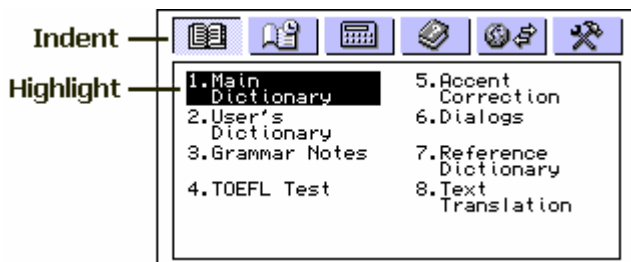 Indent
Highlight
1.Main
Dictionary
2.User's
Dictionary
3.Grammar Notes
4.TOEFL Test
5.Accent
Correction
6.Dialogs
7.Reference
Dictionary
8.Text
Translation